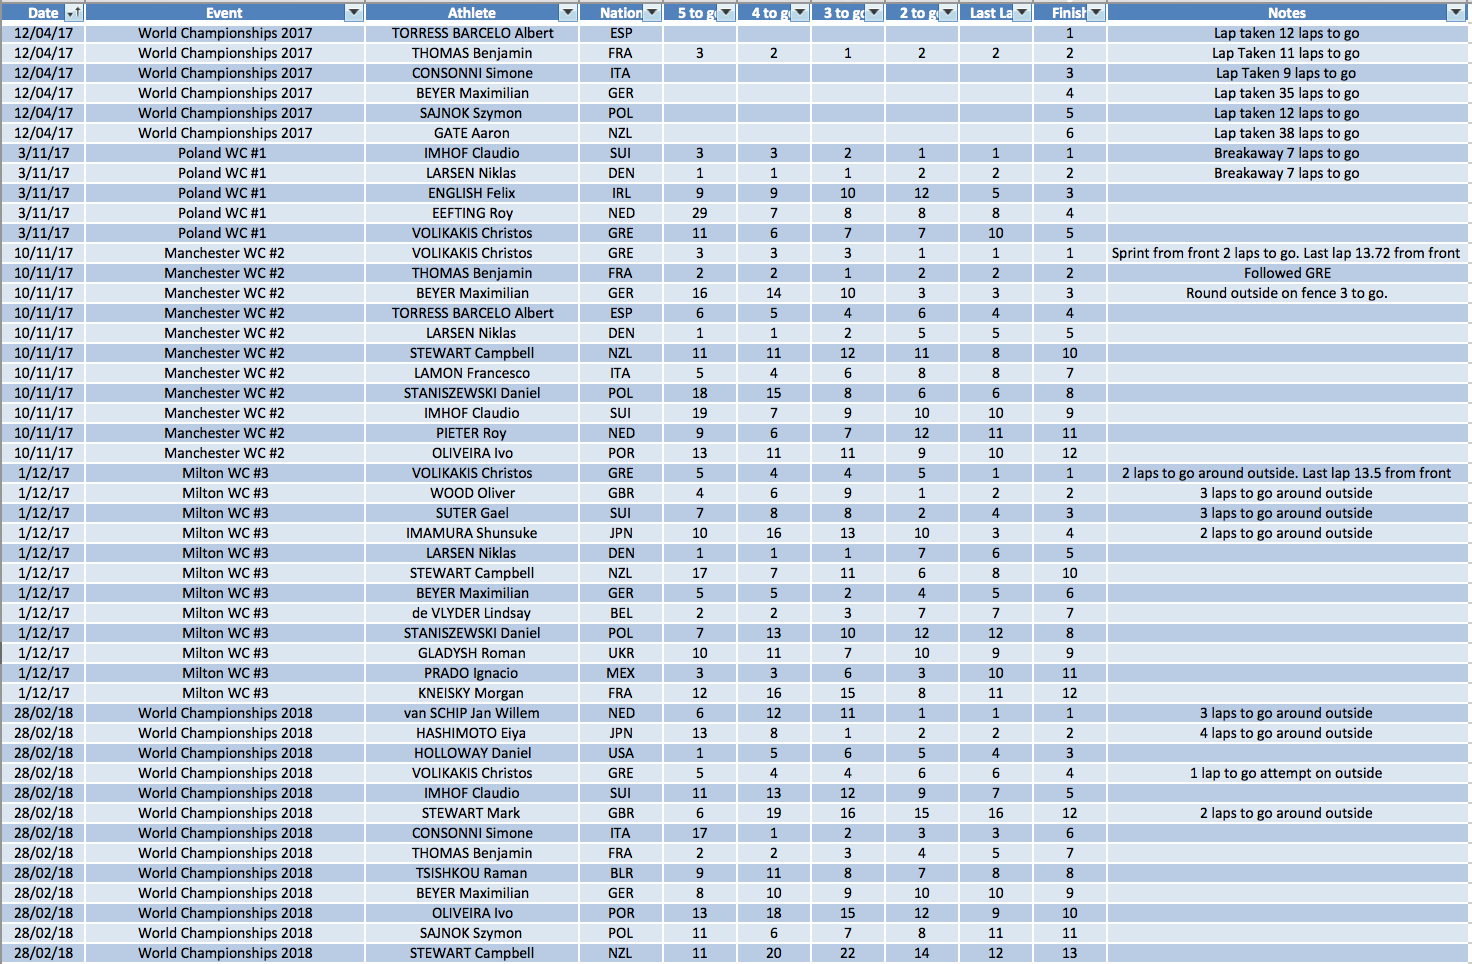 Date Event Athlete Nation 5 to g 4 to g 3 to g 2 to g Last La Finish Notes
12/04/17 World Championships 2017 TORRESS BARCELO Albert ESP 1 Lap taken 12 laps to go
12/04/17 World Championships 2017 THOMAS Benjamin FRA 3 2 1 2 2 2 Lap Taken 11 laps to go
12/04/17 World Championships 2017 CONSONNI Simone ITA 3 Lap Taken 9 laps to go
12/04/17 World Championships 2017 BEYER Maximilian GER 4 Lap taken 35 laps to go
12/04/17 World Championships 2017 SAJNOK Szymon POL 5 Lap taken 12 laps to go
12/04/17 World Championships 2017 GATE Aaron NZL 6 Lap taken 38 laps to go
3/11/17 Poland WC #1 IMHOF Claudio SUI 3 3 2 1 1 1 Breakaway 7 laps to go
3/11/17 Poland WC #1 LARSEN Niklas DEN 1 1 1 2 2 2 Breakaway 7 laps to go
3/11/17 Poland WC #1 ENGLISH Felix IRL 9 9 10 12 5 3
3/11/17 Poland WC #1 EEFTING Roy NED 29 7 8 8 8 4
3/11/17 Poland WC #1 VOLIKAKIS Christos GRE 11 6 7 7 10 5
10/11/17 Manchester WC #2 VOLIKAKIS Christos GRE 3 3 3 1 1 1 Sprint from front 2 laps to go. Last lap 13.72 from front
10/11/17 Manchester WC #2 THOMAS Benjamin FRA 2 2 1 2 2 2 Followed GRE
10/11/17 Manchester WC #2 BEYER Maximilian GER 16 14 10 3 3 3 Round outside on fence 3 to go.
10/11/17 Manchester WC #2 TORRESS BARCELO Albert ESP 6 5 4 6 4 4
10/11/17 Manchester WC #2 LARSEN Niklas DEN 1 1 2 5 5 5
10/11/17 Manchester WC #2 STEWART Campbell NZL 11 11 12 11 8 10
10/11/17 Manchester WC #2 LAMON Francesco ITA 5 4 6 8 8 7
10/11/17 Manchester WC #2 STANISZEWSKI Daniel POL 18 15 8 6 6 8
10/11/17 Manchester WC #2 IMHOF Claudio SUI 19 7 9 10 10 9
10/11/17 Manchester WC #2 PIETER Roy NED 9 6 7 12 11 11
10/11/17 Manchester WC #2 OLIVEIRA Ivo POR 13 11 11 9 10 12
1/12/17 Milton WC #3 VOLIKAKIS Christos GRE 5 4 4 5 1 1 2 laps to go around outside. Last lap 13.5 from front
1/12/17 Milton WC #3 WOOD Oliver GBR 4 6 9 1 2 2 3 laps to go around outside
1/12/17 Milton WC #3 SUTER Gael SUI 7 8 8 2 4 3 3 laps to go around outside
1/12/17 Milton WC #3 IMAMURA Shunsuke JPN 10 16 13 10 3 4 2 laps to go around outside
1/12/17 Milton WC #3 LARSEN Niklas DEN 1 1 1 7 6 5
1/12/17 Milton WC #3 STEWART Campbell NZL 17 7 11 6 8 10
1/12/17 Milton WC #3 BEYER Maximilian GER 5 5 2 4 5 6
1/12/17 Milton WC #3 de VLYDER Lindsay BEL 2 2 3 7 7 7
1/12/17 Milton WC #3 STANISZEWSKI Daniel POL 7 13 10 12 12 8
1/12/17 Milton WC #3 GLADYSH Roman UKR 10 11 7 10 9 9
1/12/17 Milton WC #3 PRADO Ignacio MEX 3 3 6 3 10 11
1/12/17 Milton WC #3 KNEISKY Morgan FRA 12 16 15 8 11 12
28/02/18 World Championships 2018 van SCHIP Jan Willem NED 6 12 11 1 1 1 3 laps to go around outside
28/02/18 World Championships 2018 HASHIMOTO Eiya JPN 13 8 1 2 2 2 4 laps to go around outside
28/02/18 World Championships 2018 HOLLOWAY Daniel USA 1 5 6 5 4 3
28/02/18 World Championships 2018 VOLIKAKIS Christos GRE 5 4 4 6 6 4 1 lap to go attempt on outside
28/02/18 World Championships 2018 IMHOF Claudio SUI 11 13 12 9 7 5
28/02/18 World Championships 2018 STEWART Mark GBR 6 19 16 15 16 12 2 laps to go around outside
28/02/18 World Championships 2018 CONSONNI Simone ITA 17 1 2 3 3 6
28/02/18 World Championships 2018 THOMAS Benjamin FRA 2 2 3 4 5 7
28/02/18 World Championships 2018 TSISHKOU Raman BLR 9 11 8 7 8 8
28/02/18 World Championships 2018 BEYER Maximilian GER 8 10 9 10 10 9
28/02/18 World Championships 2018 OLIVEIRA Ivo POR 13 18 15 12 9 10
28/02/18 World Championships 2018 SAJNOK Szymon POL 11 6 7 8 11 11
28/02/18 World Championships 2018 STEWART Campbell NZL 11 20 22 14 12 13